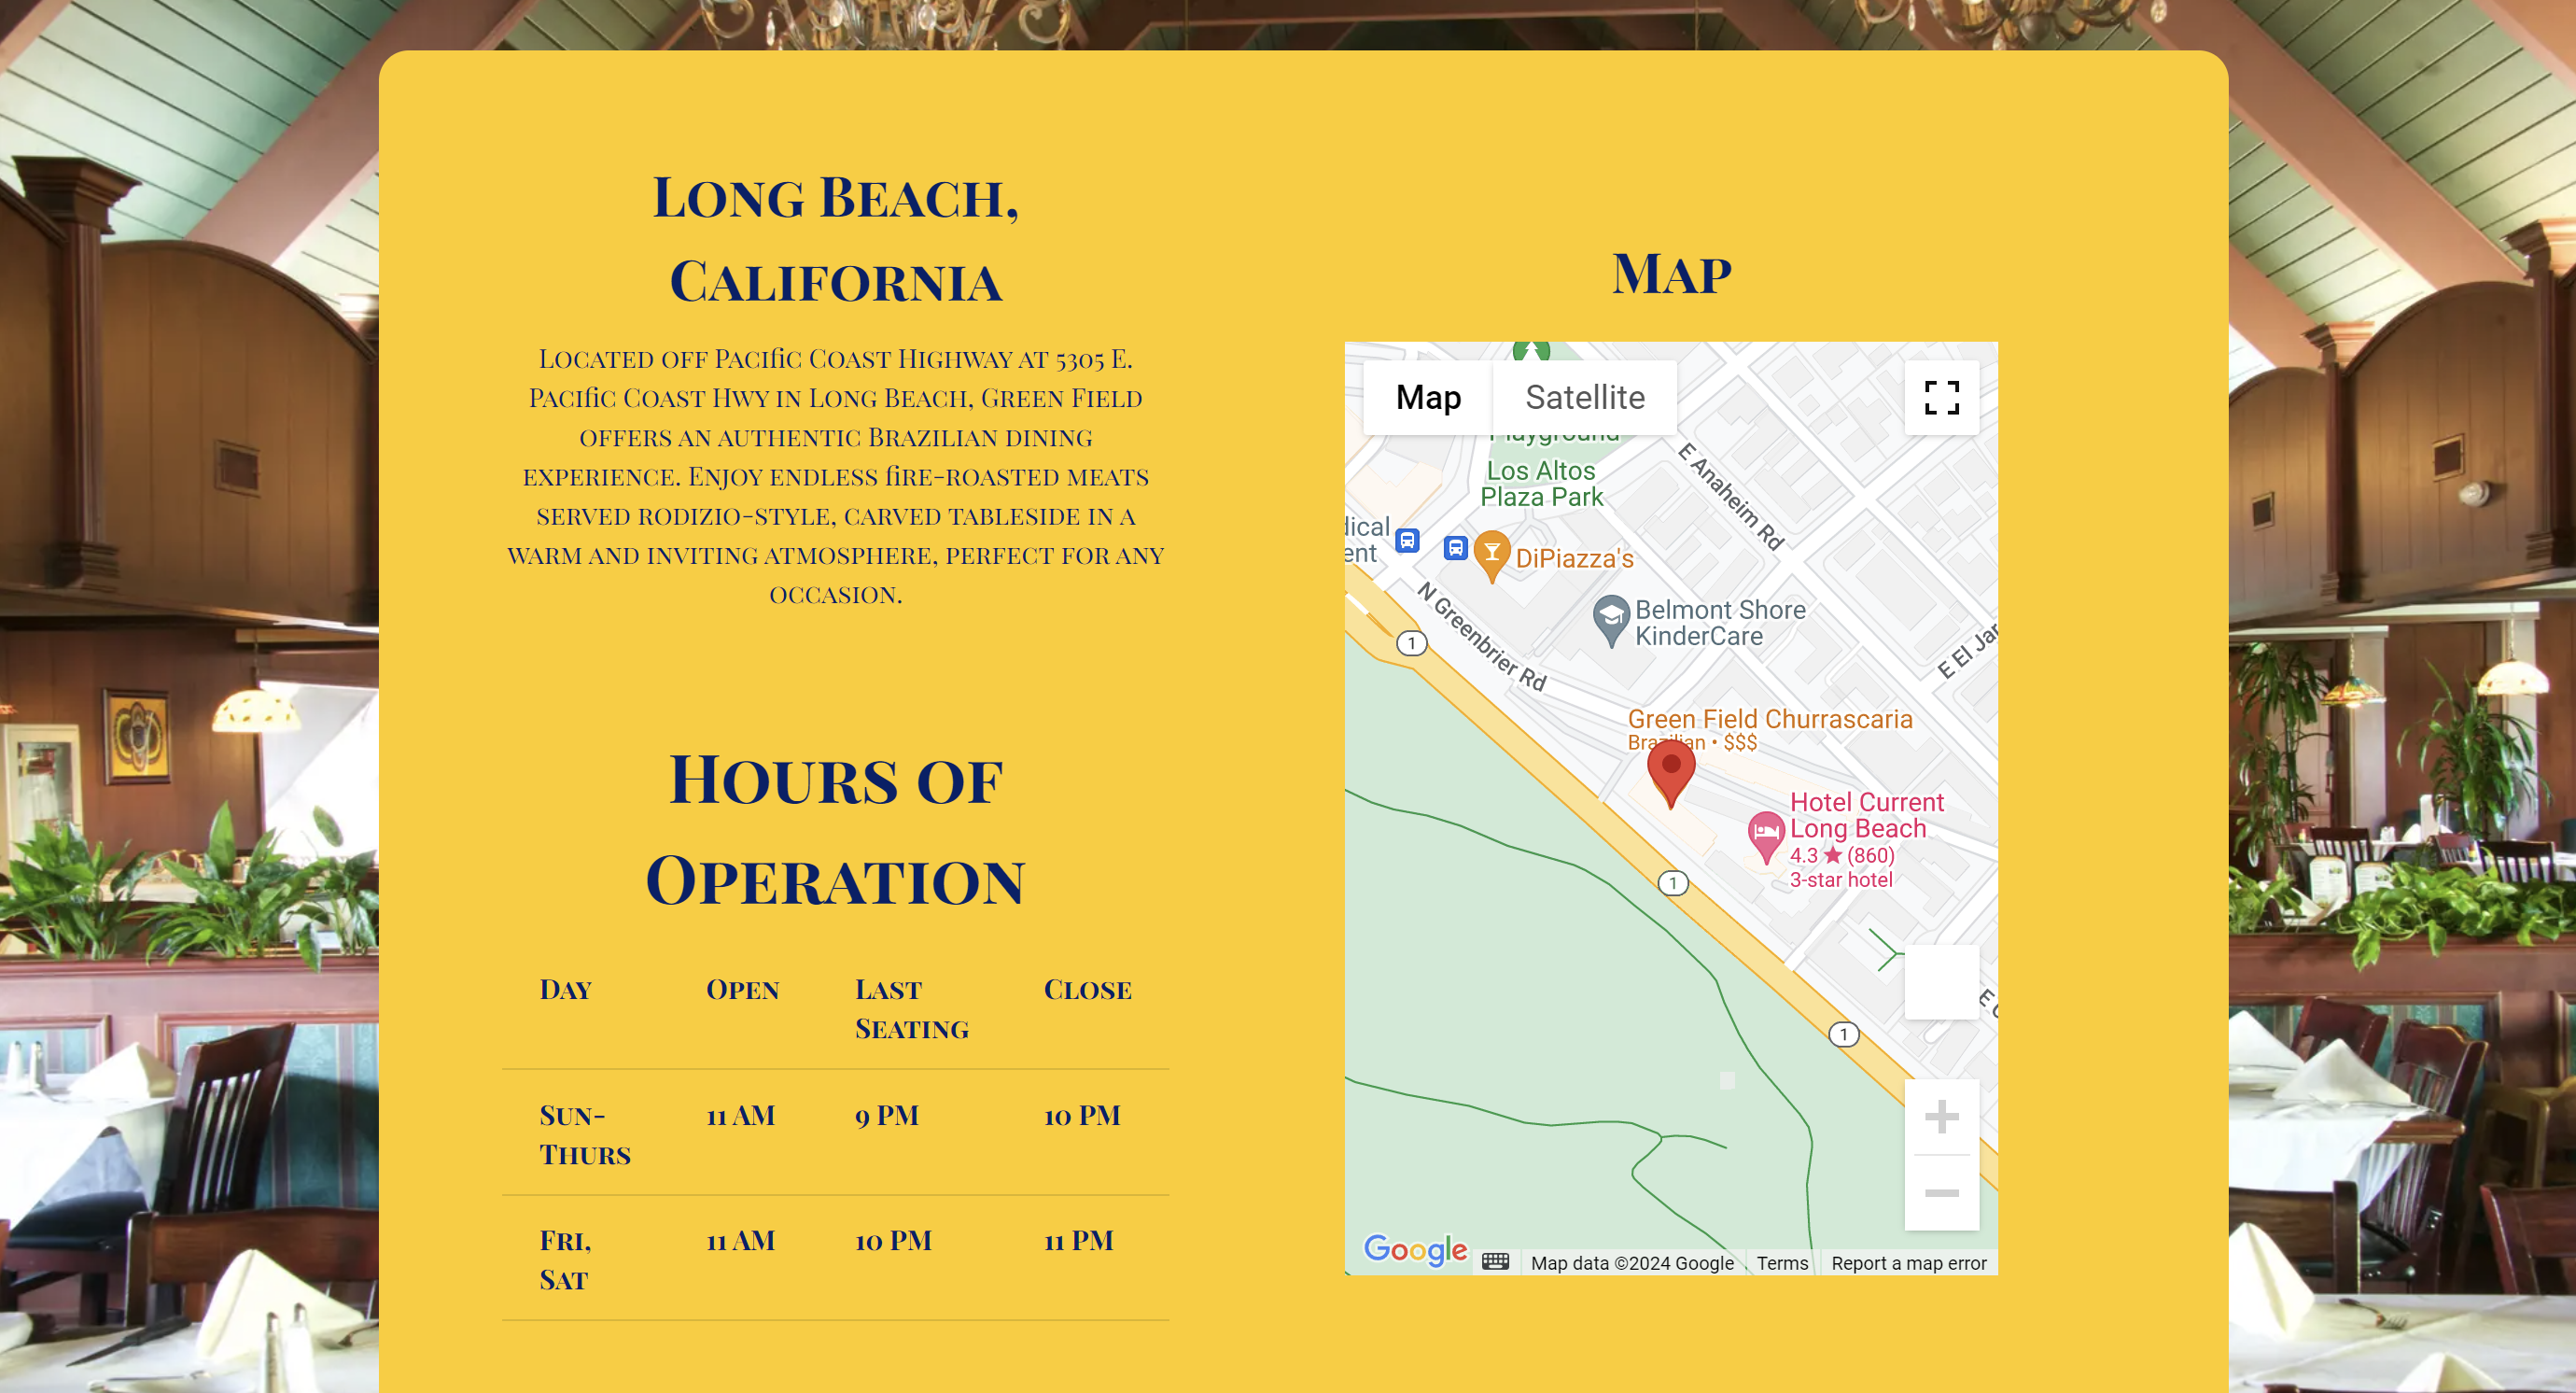 Long Beach,
California
Located off Pacific Coast Highway at 5305 E.
Pacific Coast Hwy in Long Beach, Green Field
offers an authentic Brazilian dining
experience. Enjoy endless fire-roasted meats
served rodizio-style, carved tableside in a
warm and inviting atmosphere, perfect for any
occasion.
Hours of
Operation
Day Open Last Seating Close
Sun-Thurs 11 AM 9 PM 10 PM
Fri, Sat 11 AM 10 PM 11 PM
Map
Map Satellite
Playground
Los Altos
Plaza Park
E Anaheim Rd
DiPiazza's
N Greenbrier Rd
Belmont Shore
KinderCare
1
Green Field Churrascaria
Brazilian • $$$
Hotel Current
Long Beach
4.3 ★ (860)
3-star hotel
1
1
Google
Map data ©2024 Google Terms Report a map error